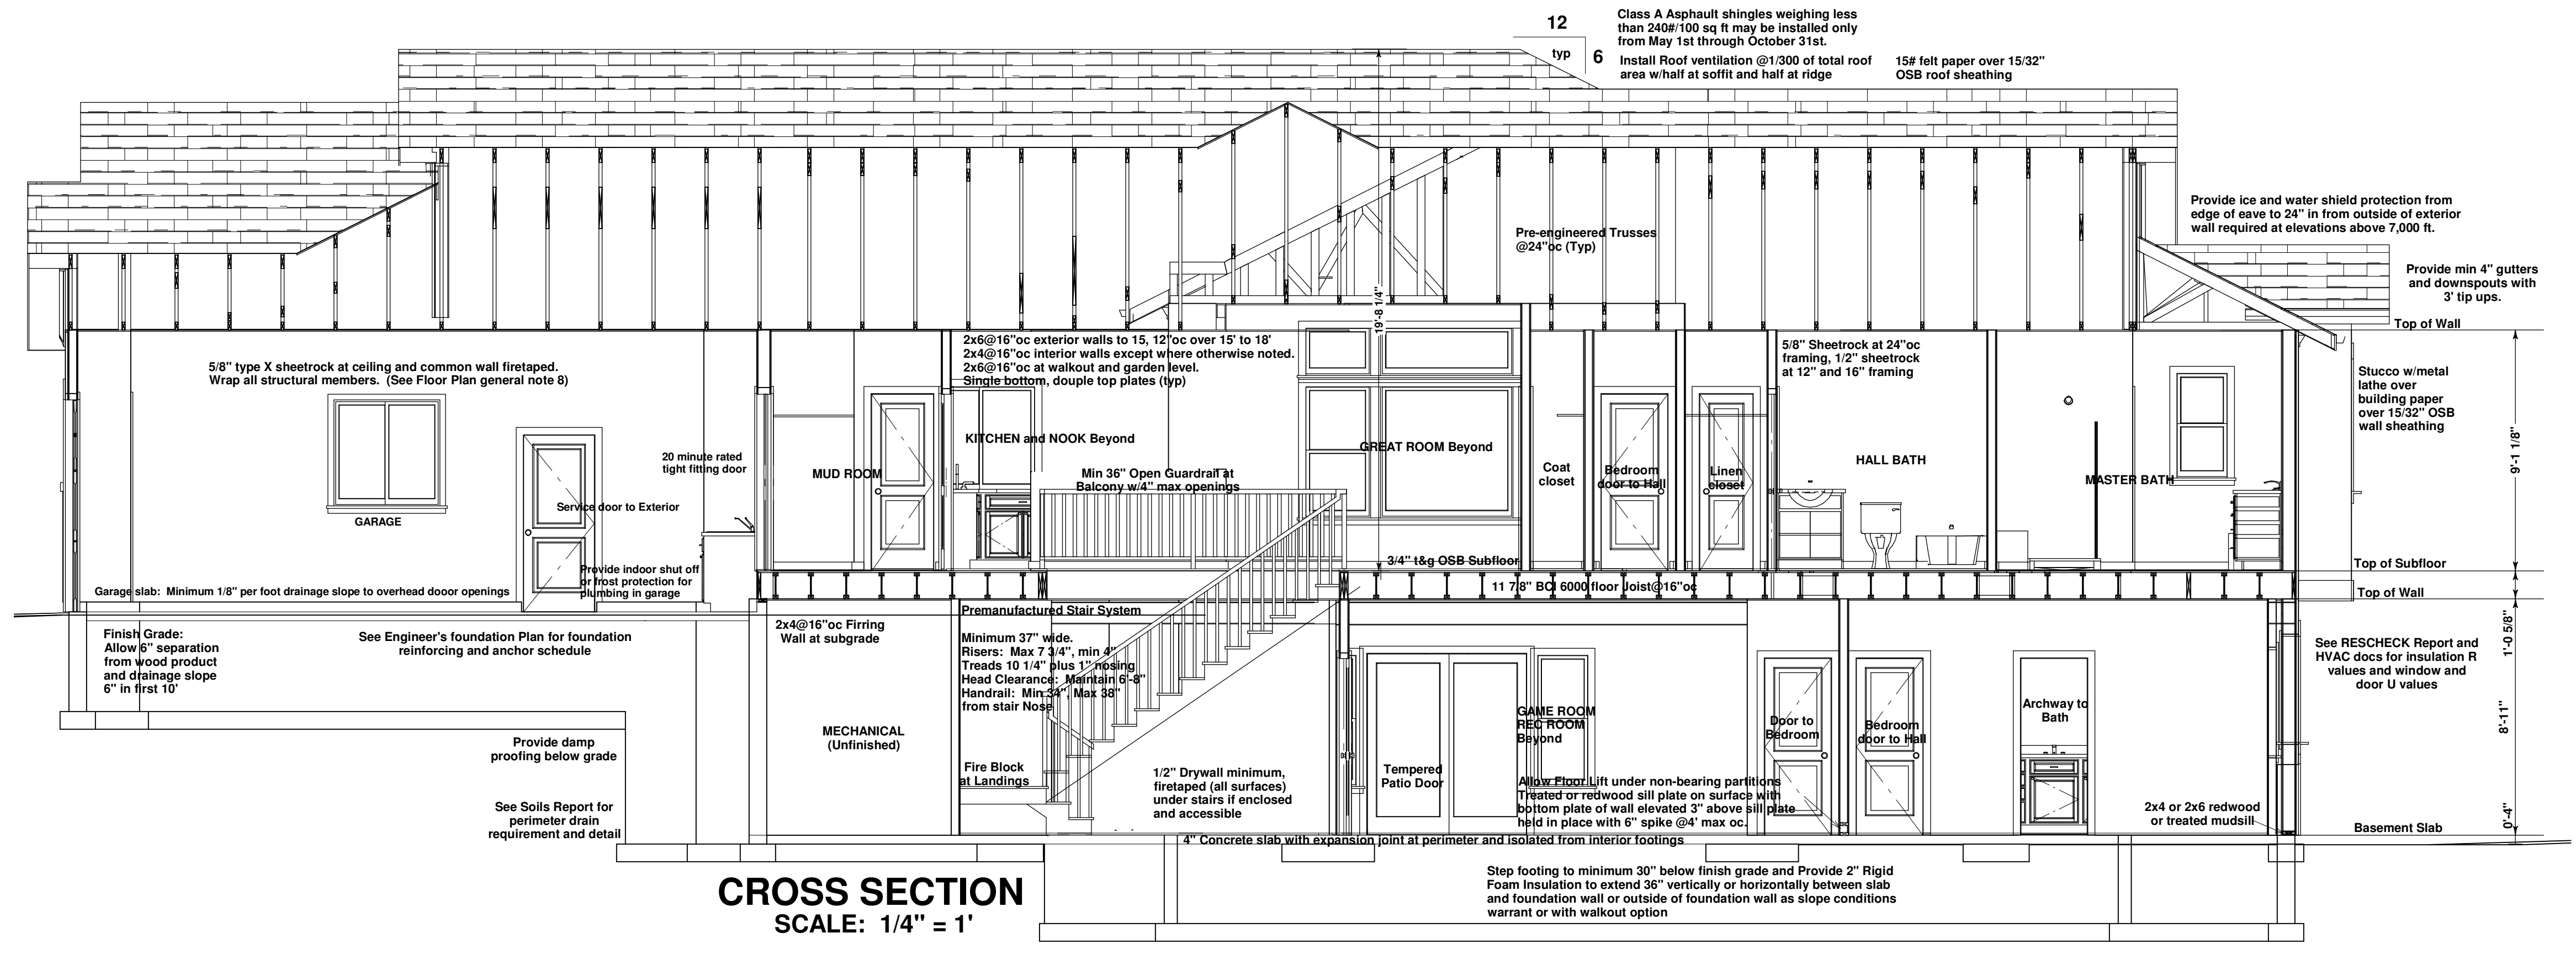 12
typ
6
Class A Asphault shingles weighing less
than 240#/100 sq ft may be installed only
from May 1st through October 31st.
Install Roof ventilation @1/300 of total roof
area w/half at soffit and half at ridge
15# felt paper over 15/32"
OSB roof sheathing
Provide ice and water shield protection from
edge of eave to 24" in from outside of exterior
wall required at elevations above 7,000 ft.
Pre-engineered Trusses
@24"oc (Typ)
Provide min 4" gutters
and downspouts with
3' tip ups.
19'-8 1/4"
Top of Wall
5/8" type X sheetrock at ceiling and common wall firetaped.
Wrap all structural members.  (See Floor Plan general note 8)
2x6@16"oc exterior walls to 15, 12"oc over 15' to 18'
2x4@16"oc interior walls except where otherwise noted.
2x6@16"oc at walkout and garden level.
Single bottom, douple top plates (typ)
5/8" Sheetrock at 24"oc
framing, 1/2" sheetrock
at 12" and 16" framing
Stucco w/metal
lathe over
building paper
over 15/32" OSB
wall sheathing
9'-1 1/8"
KITCHEN and NOOK Beyond
GREAT ROOM Beyond
20 minute rated
tight fitting door
MUD ROOM
Min 36" Open Guardrail at
Balcony w/4" max openings
Coat
closet
Bedroom
door to Hall
Linen
closet
HALL BATH
MASTER BATH
Service door to Exterior
GARAGE
3/4" t&g OSB Subfloor
Top of Subfloor
Provide indoor shut off
or frost protection for
plumbing in garage
Garage slab:  Minimum 1/8" per foot drainage slope to overhead dooor openings
11 7/8" BCI 6000 floor Joist@16"oc
Top of Wall
1'-0 5/8"
Finish Grade:
Allow 6" separation
from wood product
and drainage slope
6" in first 10'
See Engineer's foundation Plan for foundation
reinforcing and anchor schedule
2x4@16"oc Firring
Wall at subgrade
Premanufactured Stair System
Minimum 37" wide.
Risers:  Max 7 3/4", min 4"
Treads 10 1/4" plus 1" nosing
Head Clearance:  Maintain 6'-8"
Handrail:  Min 34", Max 38"
from stair Nose
See RESCHECK Report and
HVAC docs for insulation R
values and window and
door U values
8'-11"
MECHANICAL
(Unfinished)
GAME ROOM
REC ROOM
Beyond
Door to
Bedroom
Bedroom
door to Hall
Archway to
Bath
Provide damp
proofing below grade
Fire Block
at Landings
1/2" Drywall minimum,
firetaped (all surfaces)
under stairs if enclosed
and accessible
Tempered
Patio Door
Allow Floor Lift under non-bearing partitions
Treated or redwood sill plate on surface with
bottom plate of wall elevated 3" above sill plate
held in place with 6" spike @4' max oc.
See Soils Report for
perimeter drain
requirement and detail
2x4 or 2x6 redwood
or treated mudsill
0'-4"
Basement Slab
4" Concrete slab with expansion joint at perimeter and isolated from interior footings
Step footing to minimum 30" below finish grade and Provide 2" Rigid
Foam Insulation to extend 36" vertically or horizontally between slab
and foundation wall or outside of foundation wall as slope conditions
warrant or with walkout option
CROSS SECTION
SCALE:  1/4" = 1'